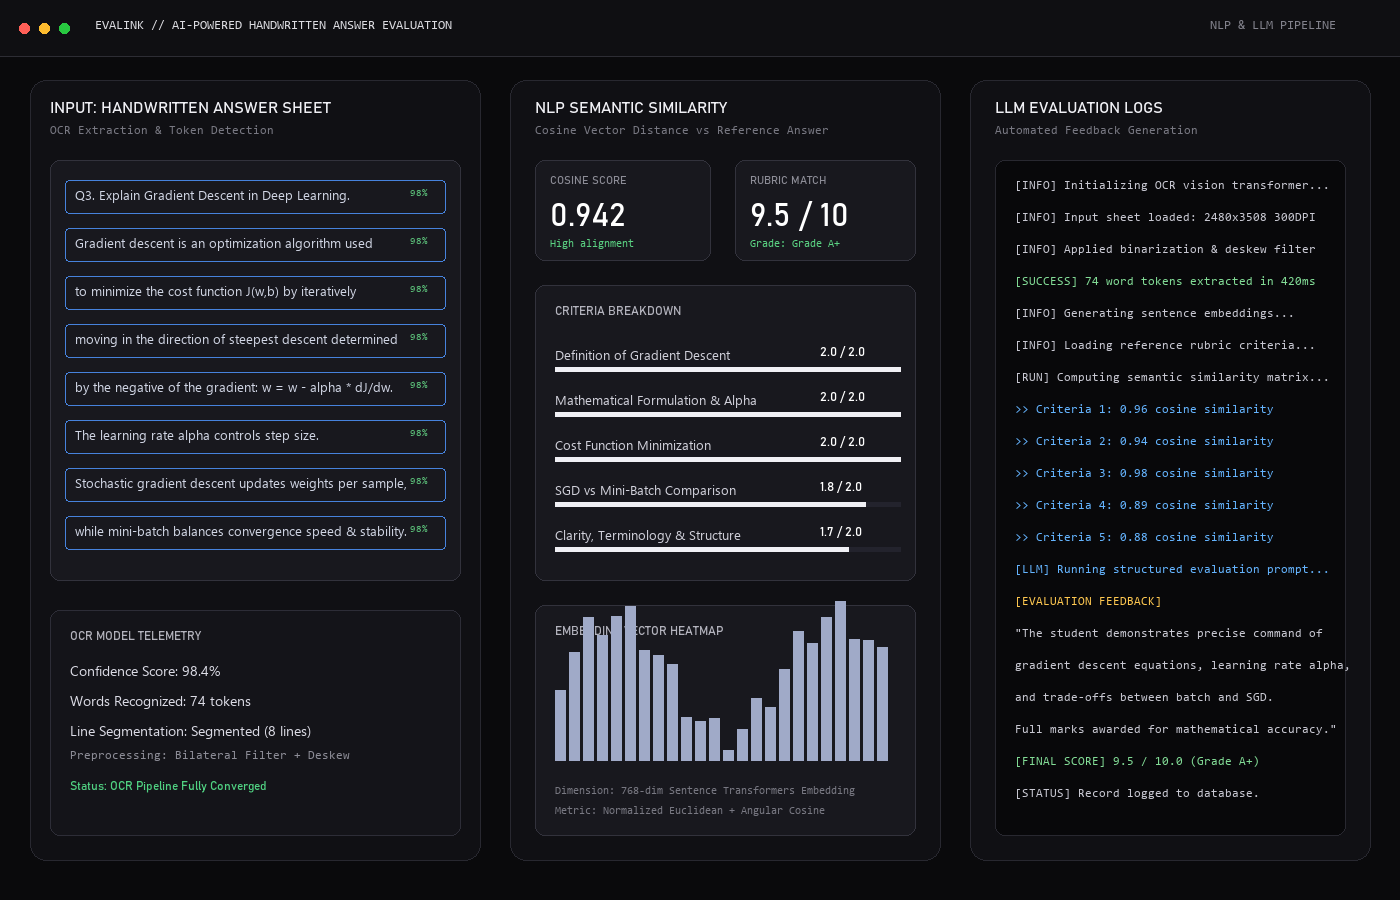 EVALINK // AI-POWERED HANDWRITTEN ANSWER EVALUATION
NLP & LLM PIPELINE
INPUT: HANDWRITTEN ANSWER SHEET
OCR Extraction & Token Detection
Q3. Explain Gradient Descent in Deep Learning. 98%
Gradient descent is an optimization algorithm used 98%
to minimize the cost function J(w,b) by iteratively 98%
moving in the direction of steepest descent determined 98%
by the negative of the gradient: w = w - alpha * dJ/dw. 98%
The learning rate alpha controls step size. 98%
Stochastic gradient descent updates weights per sample, 98%
while mini-batch balances convergence speed & stability. 98%
OCR MODEL TELEMETRY
Confidence Score: 98.4%
Words Recognized: 74 tokens
Line Segmentation: Segmented (8 lines)
Preprocessing: Bilateral Filter + Deskew
Status: OCR Pipeline Fully Converged
NLP SEMANTIC SIMILARITY
Cosine Vector Distance vs Reference Answer
COSINE SCORE
0.942
High alignment
RUBRIC MATCH
9.5 / 10
Grade: Grade A+
CRITERIA BREAKDOWN
Definition of Gradient Descent 2.0 / 2.0
Mathematical Formulation & Alpha 2.0 / 2.0
Cost Function Minimization 2.0 / 2.0
SGD vs Mini-Batch Comparison 1.8 / 2.0
Clarity, Terminology & Structure 1.7 / 2.0
EMBEDDING VECTOR HEATMAP
Dimension: 768-dim Sentence Transformers Embedding
Metric: Normalized Euclidean + Angular Cosine
LLM EVALUATION LOGS
Automated Feedback Generation
[INFO] Initializing OCR vision transformer...
[INFO] Input sheet loaded: 2480x3508 300DPI
[INFO] Applied binarization & deskew filter
[SUCCESS] 74 word tokens extracted in 420ms
[INFO] Generating sentence embeddings...
[INFO] Loading reference rubric criteria...
[RUN] Computing semantic similarity matrix...
>> Criteria 1: 0.96 cosine similarity
>> Criteria 2: 0.94 cosine similarity
>> Criteria 3: 0.98 cosine similarity
>> Criteria 4: 0.89 cosine similarity
>> Criteria 5: 0.88 cosine similarity
[LLM] Running structured evaluation prompt...
[EVALUATION FEEDBACK]
"The student demonstrates precise command of
gradient descent equations, learning rate alpha,
and trade-offs between batch and SGD.
Full marks awarded for mathematical accuracy."
[FINAL SCORE] 9.5 / 10.0 (Grade A+)
[STATUS] Record logged to database.